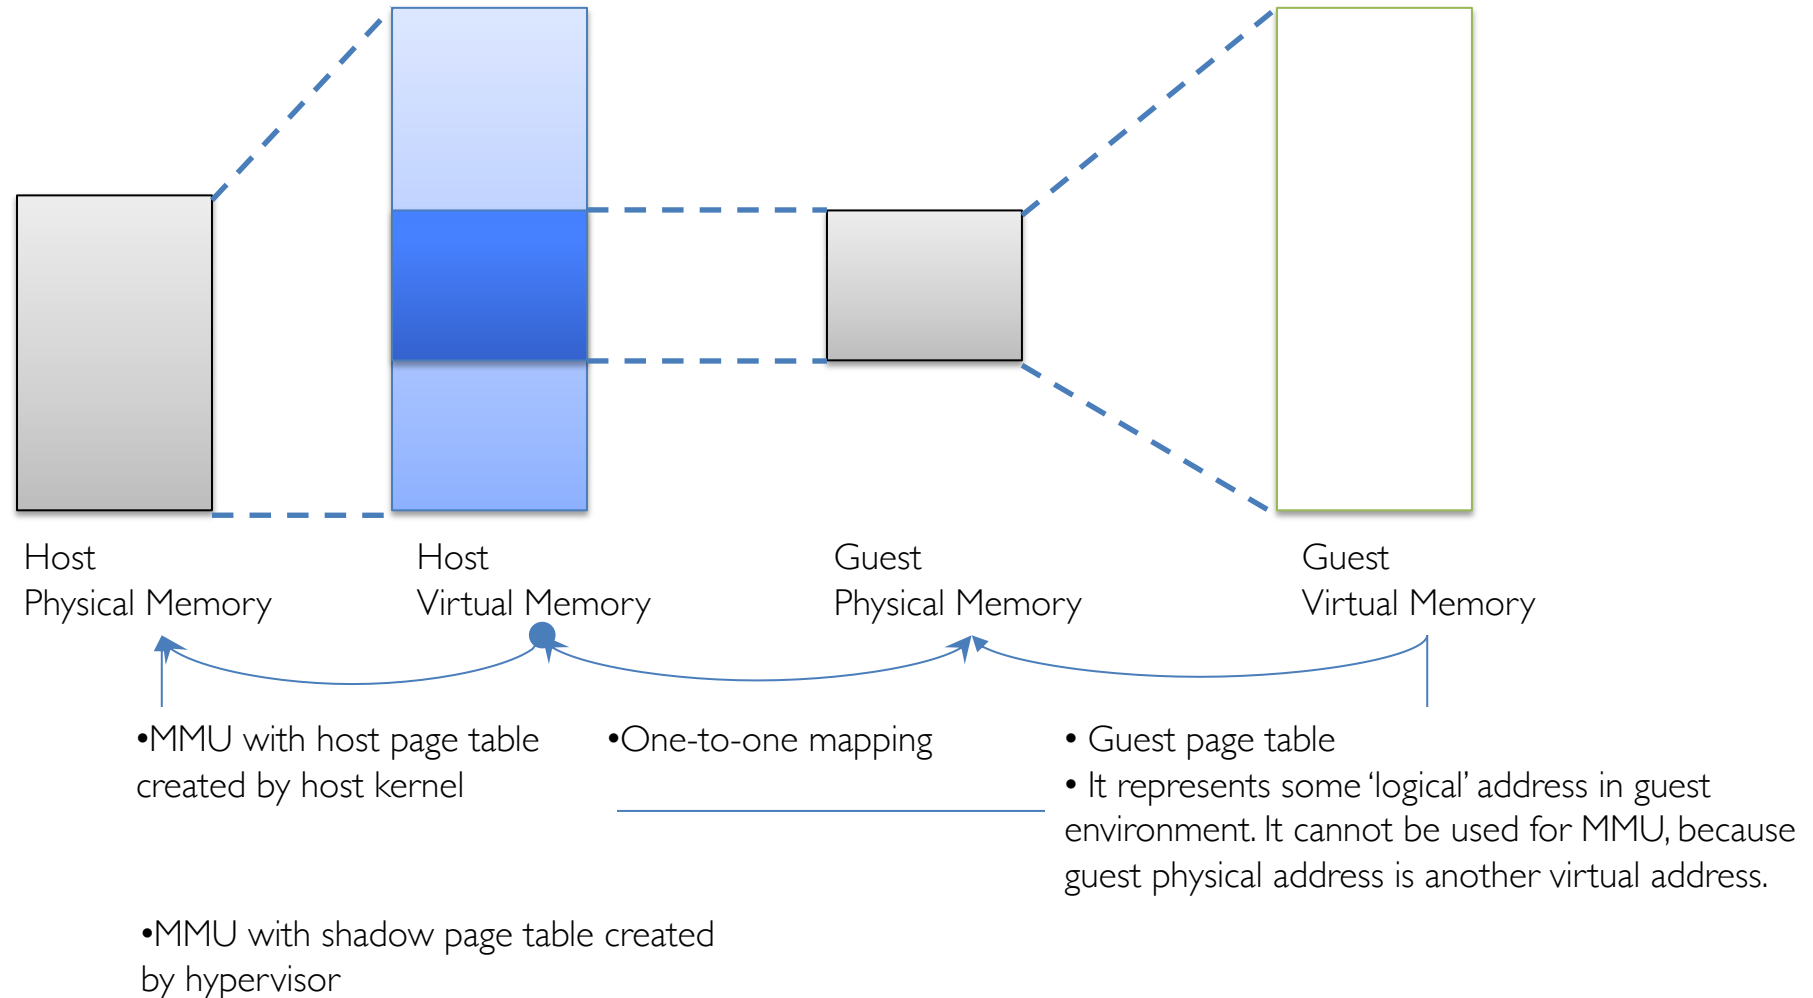 Host
Physical Memory
Host
Virtual Memory
Guest
Physical Memory
Guest
Virtual Memory
•MMU with host page table
created by host kernel
•One-to-one mapping
• Guest page table
• It represents some ‘logical’ address in guest
environment. It cannot be used for MMU, because
guest physical address is another virtual address.
•MMU with shadow page table created
by hypervisor